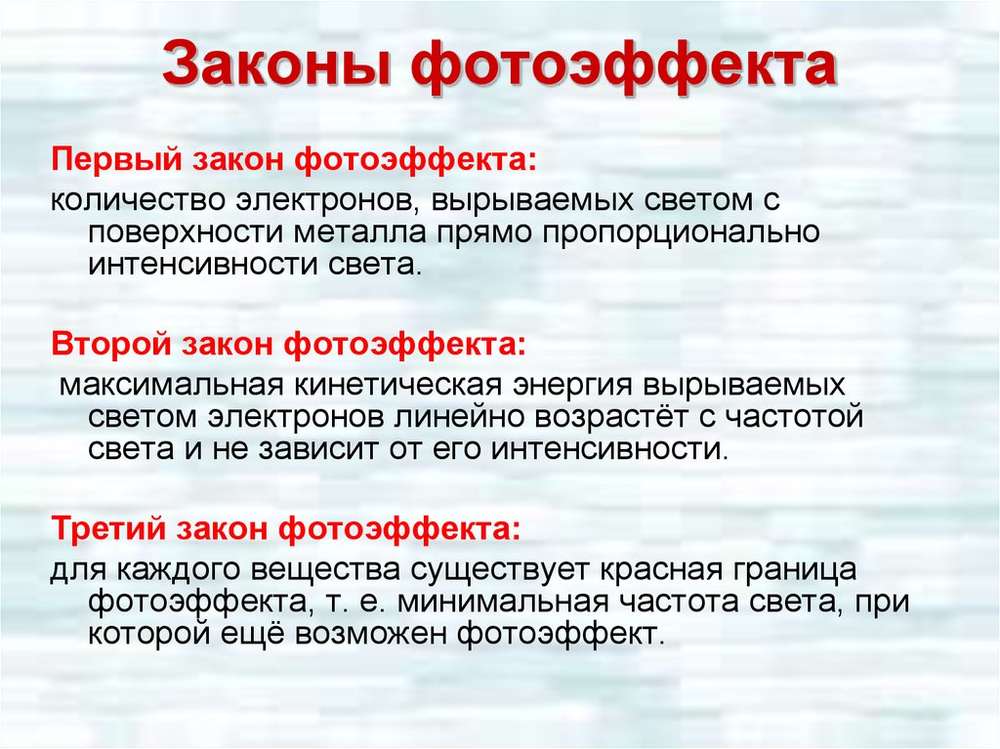 Законы фотоэффекта
Первый закон фотоэффекта:
количество электронов, вырываемых светом с
поверхности металла прямо пропорционально
интенсивности света.
Второй закон фотоэффекта:
максимальная кинетическая энергия вырываемых
светом электронов линейно возрастёт с частотой
света и не зависит от его интенсивности.
Третий закон фотоэффекта:
для каждого вещества существует красная граница
фотоэффекта, т. е. минимальная частота света, при
которой ещё возможен фотоэффект.